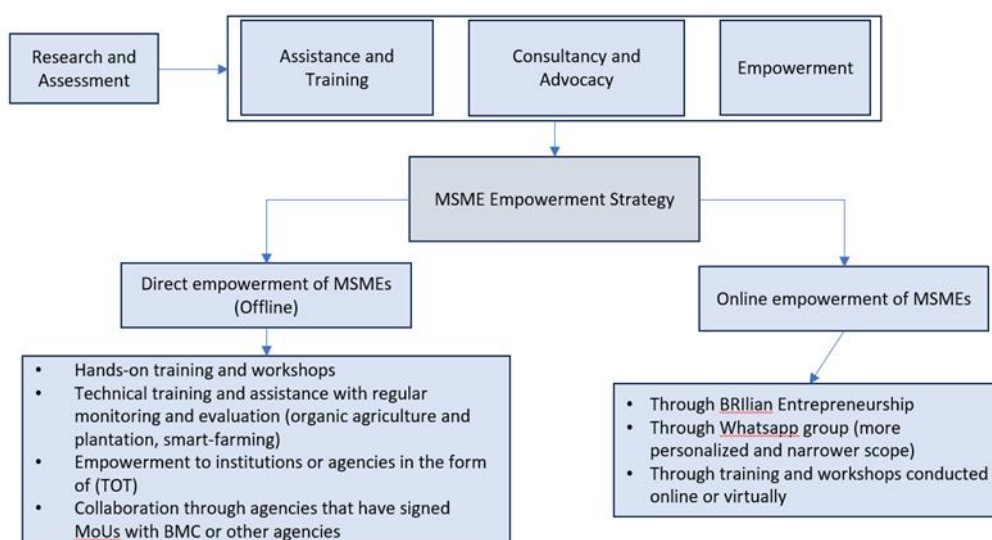 Research and
Assessment
Assistance and
Training
Consultancy and
Advocacy
Empowerment
MSME Empowerment Strategy
Direct empowerment of MSMEs
(Offline)
Online empowerment of MSMEs
• Hands-on training and workshops
• Technical training and assistance with regular
monitoring and evaluation (organic agriculture and
plantation, smart-farming)
• Empowerment to institutions or agencies in the form
of (TOT)
• Collaboration through agencies that have signed
MoUs with BMC or other agencies
• Through BRIlian Entrepreneurship
• Through Whatsapp group (more
personalized and narrower scope)
• Through training and workshops conducted
online or virtually